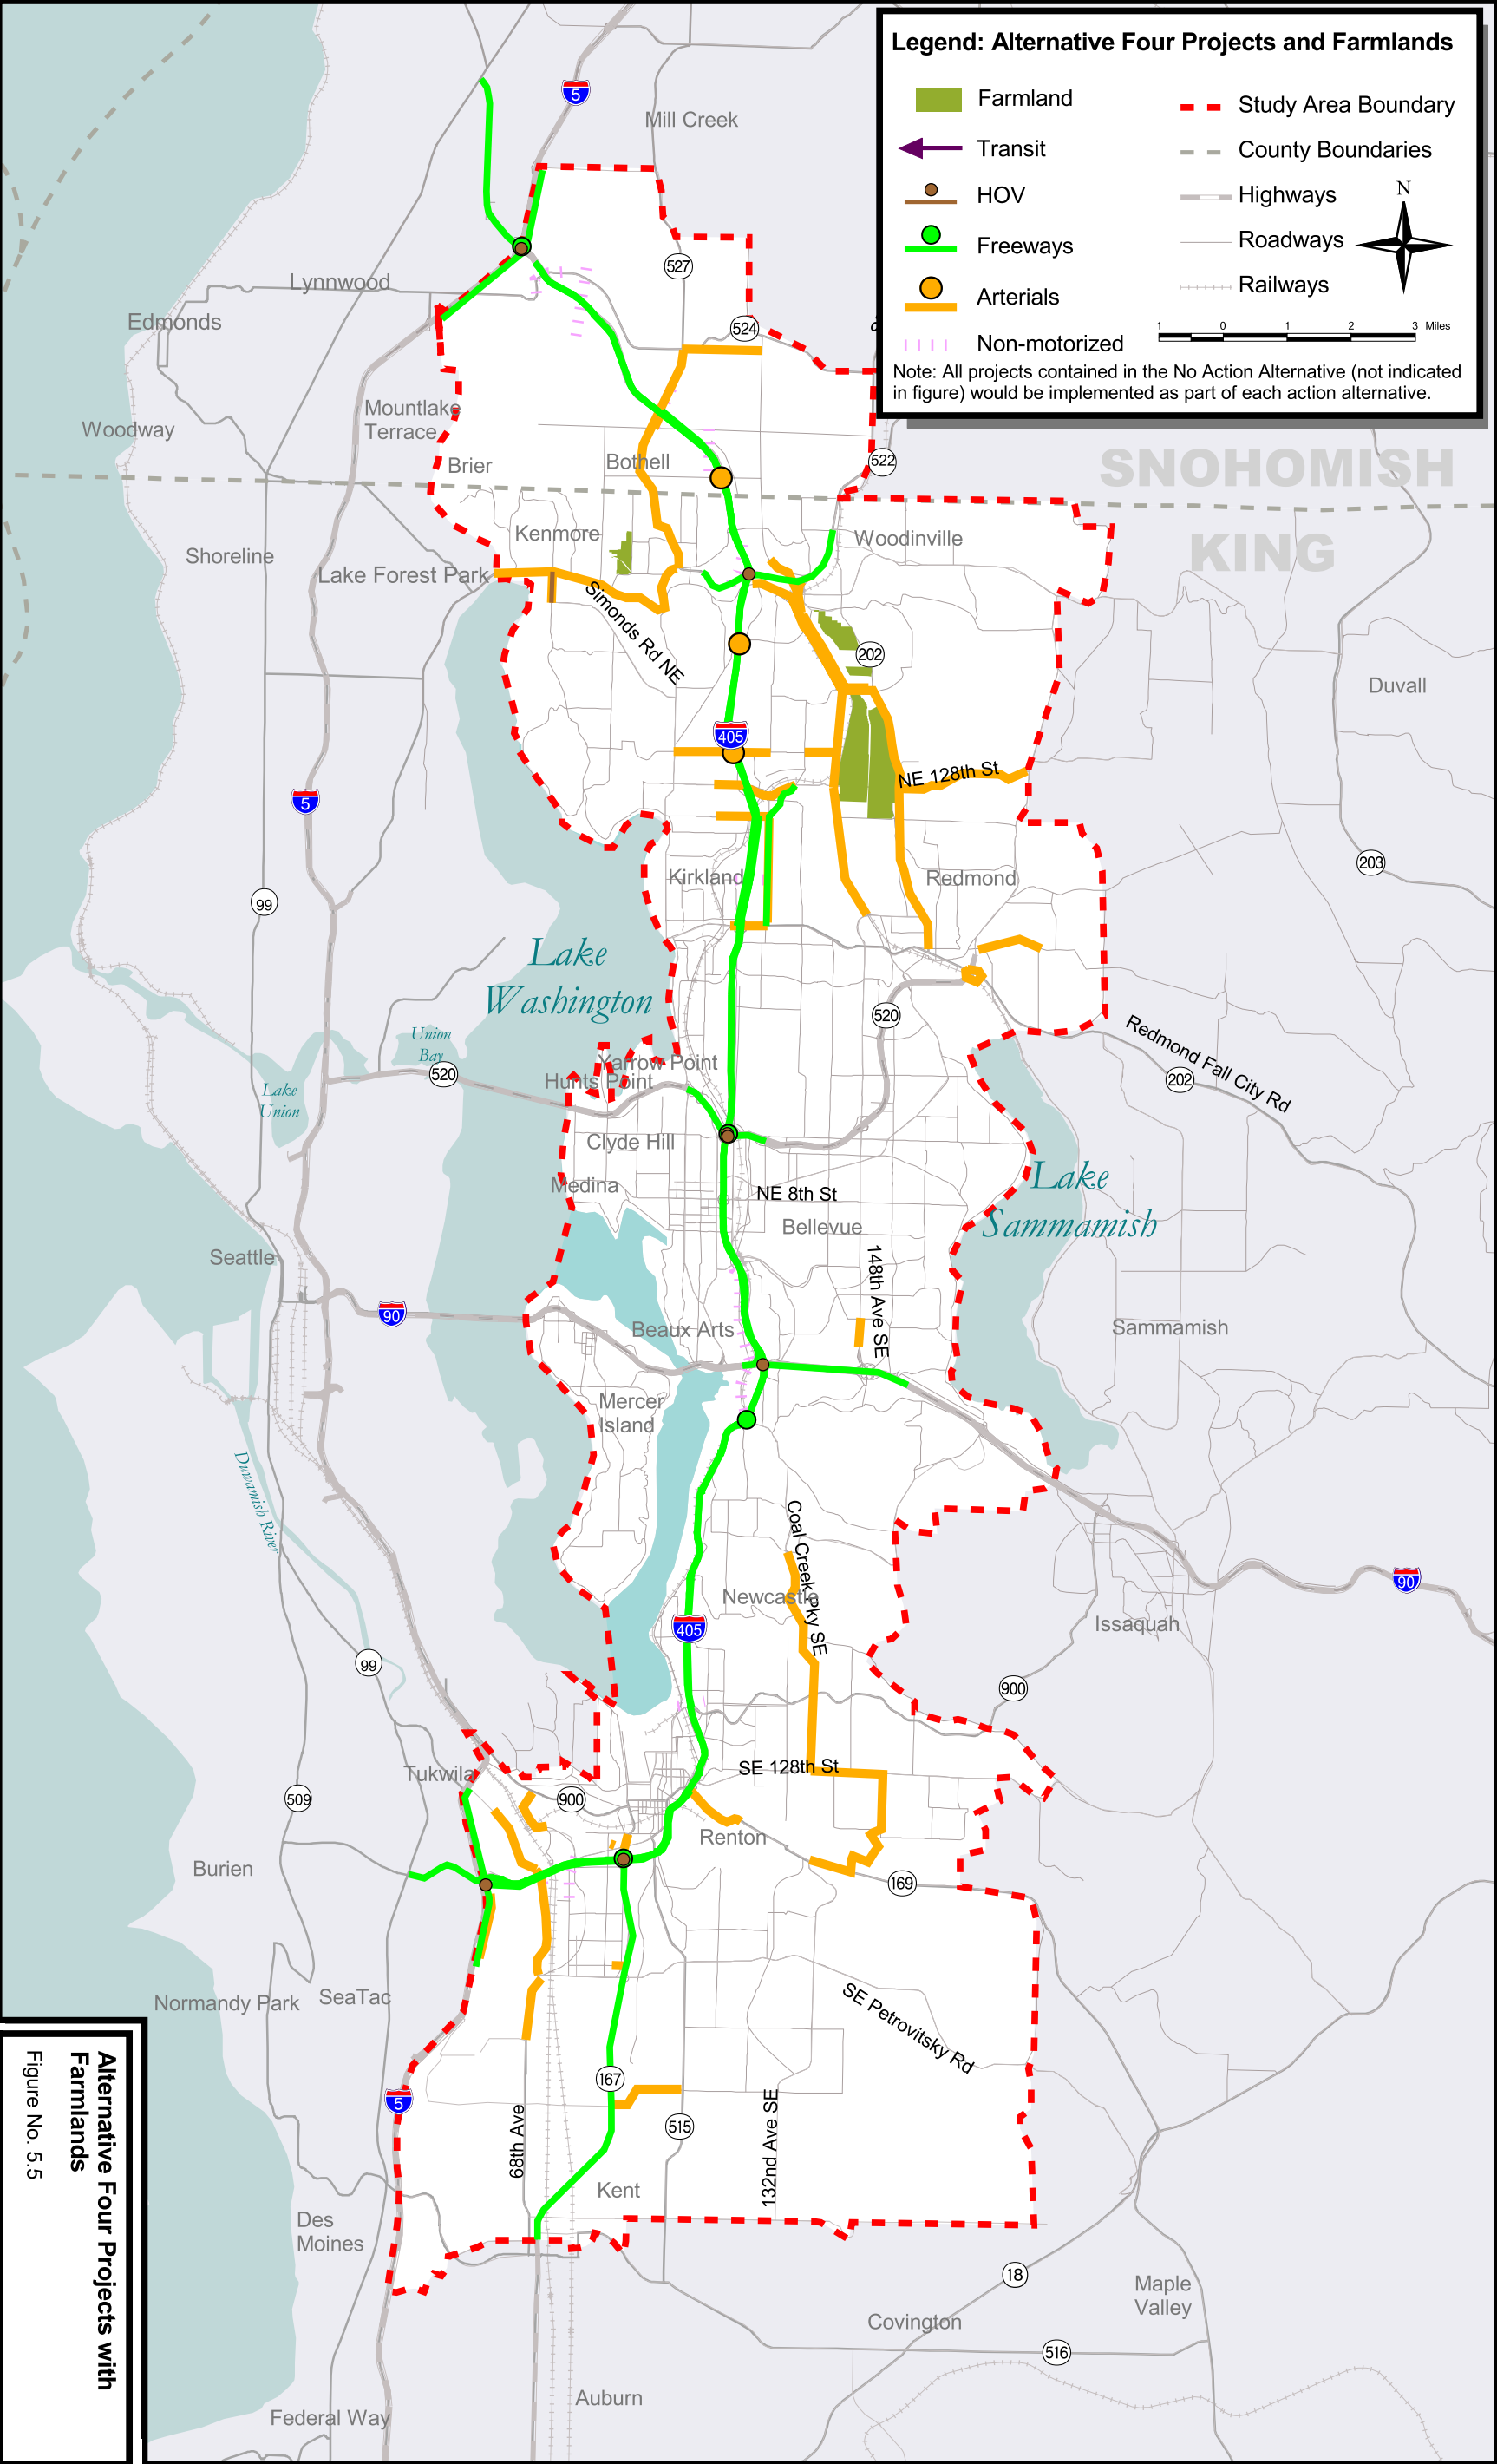 Legend: Alternative Four Projects and Farmlands
Farmland
Transit
HOV
Freeways
Arterials
Non-motorized
Study Area Boundary
County Boundaries
Highways
Roadways
Railways
N
1 0 1 2 3 Miles
Note: All projects contained in the No Action Alternative (not indicated
in figure) would be implemented as part of each action alternative.
5
Mill Creek
527
Lynnwood
Edmonds
524
Mountlake
Terrace
Woodway
Brier
Bothell
522
SNOHOMISH
KING
Kenmore
Woodinville
Shoreline
Lake Forest Park
Simonds Rd NE
202
Duvall
405
NE 128th St
5
203
Kirkland
Redmond
99
Lake
Washington
520
Union
Bay
520
Redmond Fall City Rd
202
Yarrow Point
Hunts Point
Lake
Union
Clyde Hill
Medina
NE 8th St
Lake
Sammamish
Bellevue
148th Ave SE
Seattle
90
Beaux Arts
Sammamish
Mercer
Island
Duwamish River
Coal Creek Pky SE
Newcastle
90
Issaquah
405
99
900
Tukwila
SE 128th St
509
900
Renton
Burien
169
Normandy Park
SeaTac
SE Petrovitsky Rd
167
5
68th Ave
515
132nd Ave SE
Kent
Des
Moines
18
Maple
Valley
Covington
516
Auburn
Federal Way
Alternative Four Projects with
Farmlands
Figure No. 5.5